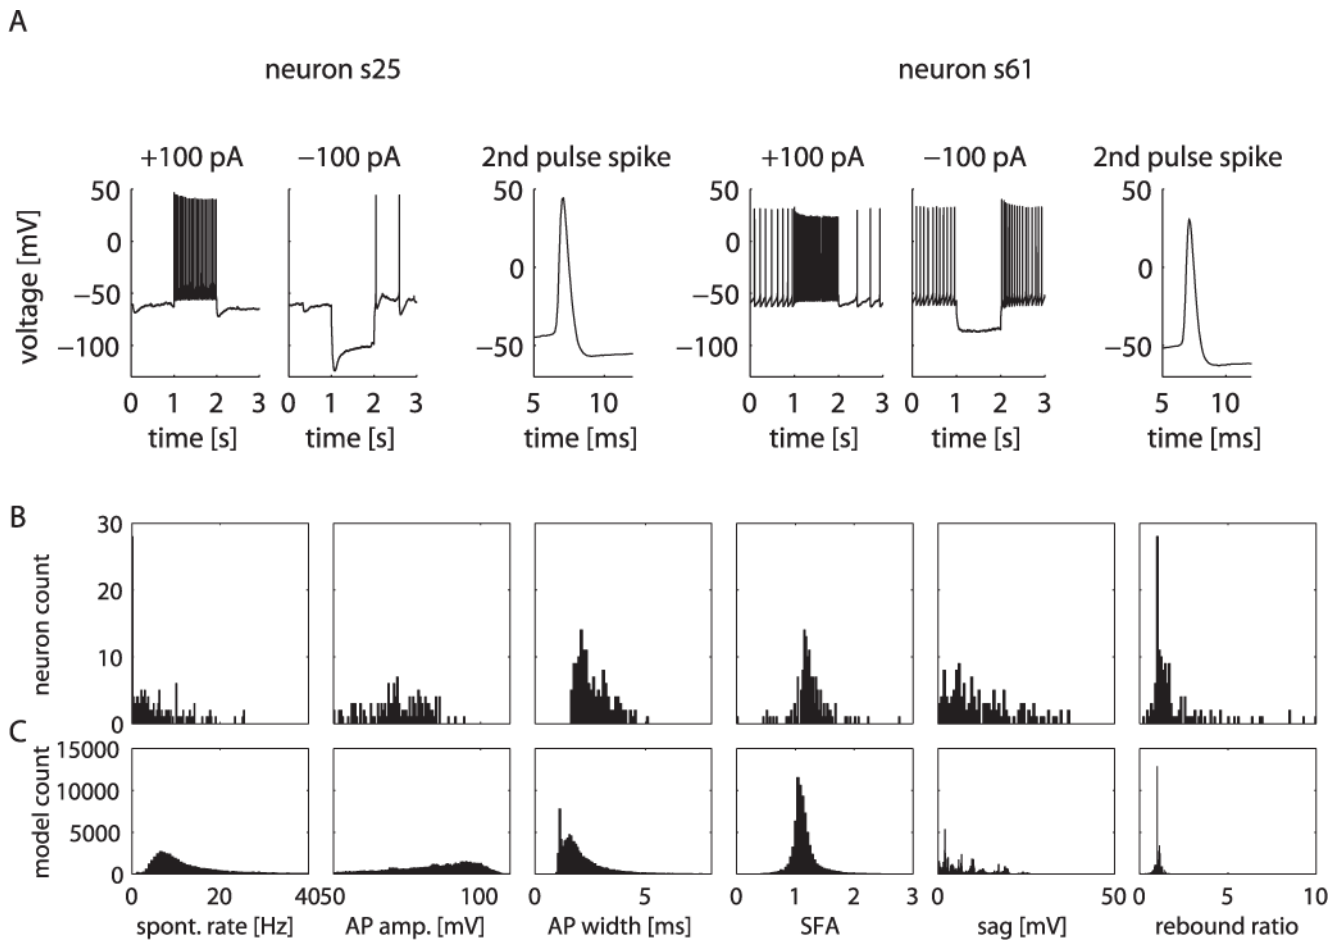 A
neuron s25 neuron s61
+100 pA −100 pA 2nd pulse spike +100 pA −100 pA 2nd pulse spike
voltage [mV]
50 50 50 50
0 0 0 0
−50 −50 −50 −50
−100 −100
0 1 2 3 0 1 2 3 5 10 0 1 2 3 0 1 2 3 5 10
time [s] time [s] time [ms] time [s] time [s] time [ms]
B
neuron count
30
20
10
0
C
model count
15000
10000
5000
0
0 20 40 50 100 5 0 1 2 3 0 50 0 5 10
spont. rate [Hz] AP amp. [mV] AP width [ms] SFA sag [mV] rebound ratio